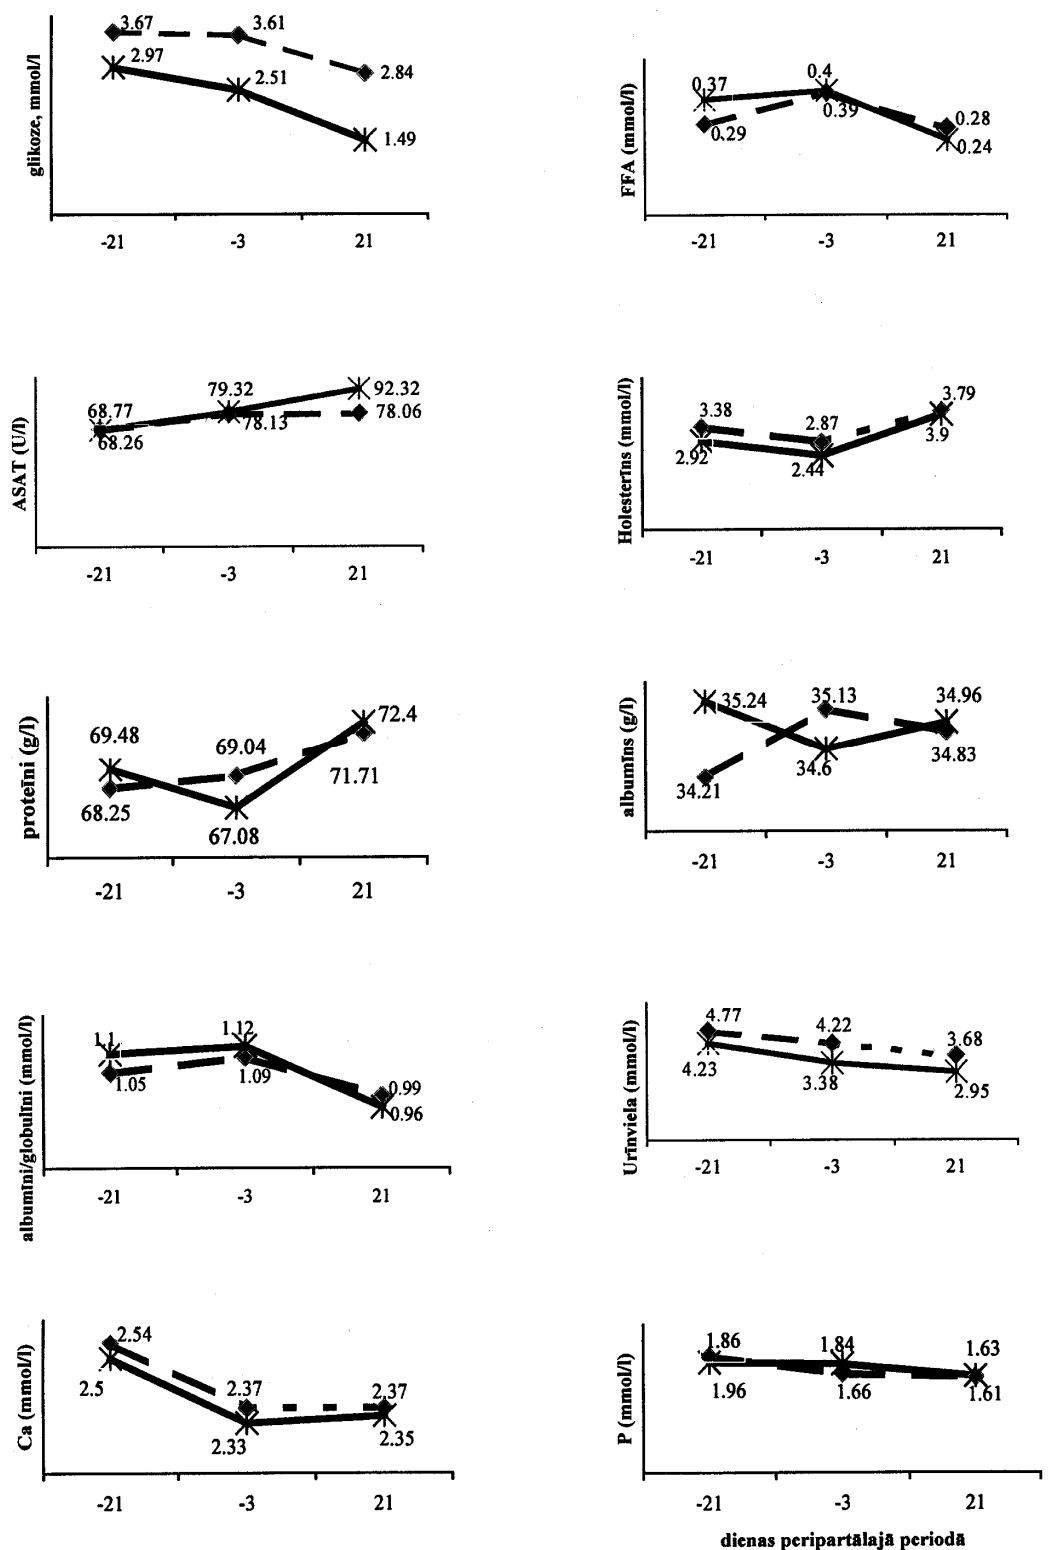 glikoze, mmol/l
3.67
3.61
2.97
2.51
2.84
1.49
-21 -3 21
FFA (mmol/l)
0.37
0.4
0.29
0.39
0.28
0.24
-21 -3 21
ASAT (U/l)
68.77
79.32
92.32
68.26
78.13
78.06
-21 -3 21
Holesterīns (mmol/l)
3.38
2.87
3.79
2.92
2.44
3.9
-21 -3 21
proteīni (g/l)
69.48
69.04
72.4
68.25
67.08
71.71
-21 -3 21
albumīns (g/l)
35.24
35.13
34.96
34.21
34.6
34.83
-21 -3 21
albumīni/globulīni (mmol/l)
1.1
1.12
1.05
1.09
0.99
0.96
-21 -3 21
Urīnviela (mmol/l)
4.77
4.22
3.68
4.23
3.38
2.95
-21 -3 21
Ca (mmol/l)
2.54
2.37
2.37
2.5
2.33
2.35
-21 -3 21
P (mmol/l)
1.86
1.84
1.63
1.96
1.66
1.61
-21 -3 21
dienas peripartālajā periodā